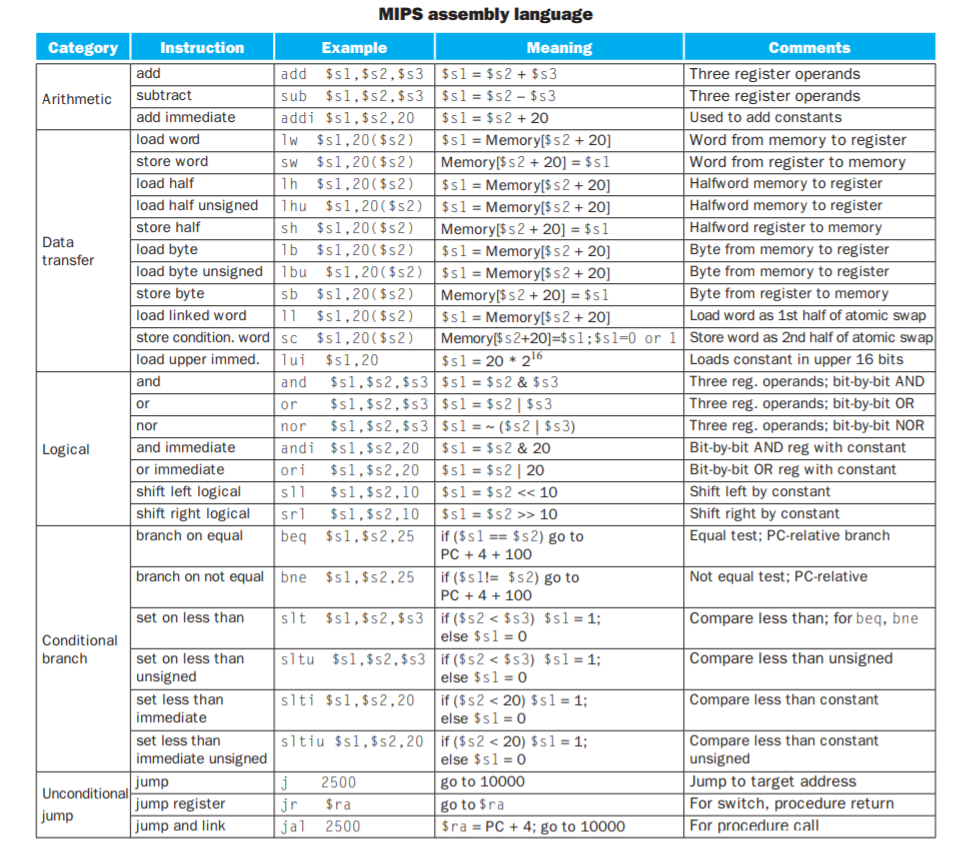 MIPS assembly language
Category Instruction Example Meaning Comments
Arithmetic
add add $s1,$s2,$s3 $s1 = $s2 + $s3 Three register operands
subtract sub $s1,$s2,$s3 $s1 = $s2 – $s3 Three register operands
add immediate addi $s1,$s2,20 $s1 = $s2 + 20 Used to add constants
Data
transfer
load word lw $s1,20($s2) $s1 = Memory[$s2 + 20] Word from memory to register
store word sw $s1,20($s2) Memory[$s2 + 20] = $s1 Word from register to memory
load half lh $s1,20($s2) $s1 = Memory[$s2 + 20] Halfword memory to register
load half unsigned lhu $s1,20($s2) $s1 = Memory[$s2 + 20] Halfword memory to register
store half sh $s1,20($s2) Memory[$s2 + 20] = $s1 Halfword register to memory
load byte lb $s1,20($s2) $s1 = Memory[$s2 + 20] Byte from memory to register
load byte unsigned lbu $s1,20($s2) $s1 = Memory[$s2 + 20] Byte from memory to register
store byte sb $s1,20($s2) Memory[$s2 + 20] = $s1 Byte from register to memory
load linked word ll $s1,20($s2) $s1 = Memory[$s2 + 20] Load word as 1st half of atomic swap
store condition. word sc $s1,20($s2) Memory[$s2+20]=$s1;$s1=0 or 1 Store word as 2nd half of atomic swap
load upper immed. lui $s1,20 $s1 = 20 * 2¹⁶ Loads constant in upper 16 bits
Logical
and and $s1,$s2,$s3 $s1 = $s2 & $s3 Three reg. operands; bit-by-bit AND
or or $s1,$s2,$s3 $s1 = $s2 | $s3 Three reg. operands; bit-by-bit OR
nor nor $s1,$s2,$s3 $s1 = ~ ($s2 | $s3) Three reg. operands; bit-by-bit NOR
and immediate andi $s1,$s2,20 $s1 = $s2 & 20 Bit-by-bit AND reg with constant
or immediate ori $s1,$s2,20 $s1 = $s2 | 20 Bit-by-bit OR reg with constant
shift left logical sll $s1,$s2,10 $s1 = $s2 << 10 Shift left by constant
shift right logical srl $s1,$s2,10 $s1 = $s2 >> 10 Shift right by constant
Conditional
branch
branch on equal beq $s1,$s2,25 if ($s1 == $s2) go to Equal test; PC-relative branch
PC + 4 + 100
branch on not equal bne $s1,$s2,25 if ($s1!= $s2) go to Not equal test; PC-relative
PC + 4 + 100
set on less than slt $s1,$s2,$s3 if ($s2 < $s3) $s1 = 1; Compare less than; for beq, bne
else $s1 = 0
set on less than sltu $s1,$s2,$s3 if ($s2 < $s3) $s1 = 1; Compare less than unsigned
unsigned else $s1 = 0
set less than slti $s1,$s2,20 if ($s2 < 20) $s1 = 1; Compare less than constant
immediate else $s1 = 0
set less than sltiu $s1,$s2,20 if ($s2 < 20) $s1 = 1; Compare less than constant
immediate unsigned else $s1 = 0 unsigned
Unconditional
jump
jump j 2500 go to 10000 Jump to target address
jump register jr $ra go to $ra For switch, procedure return
jump and link jal 2500 $ra = PC + 4; go to 10000 For procedure call